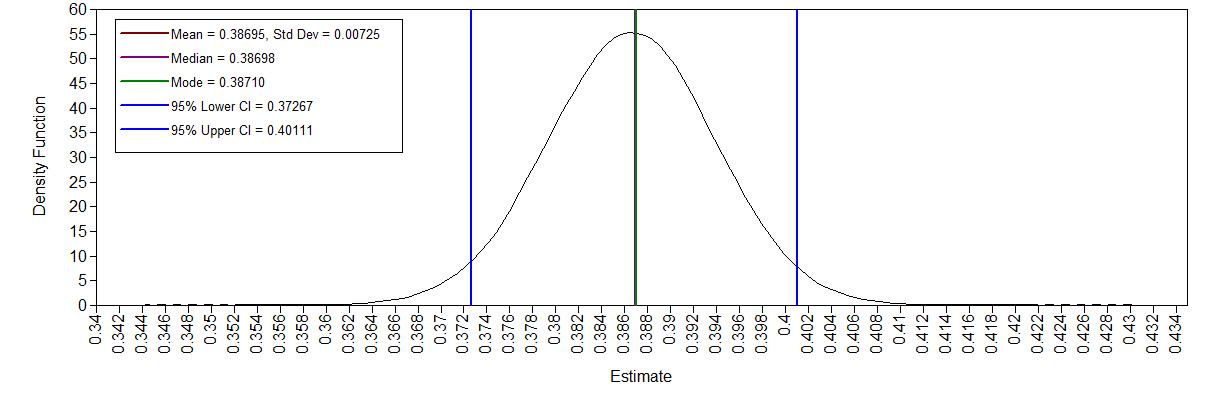 60
55
50
45
40
35
30
25
20
15
10
5
0
Density Function
Mean = 0.38695, Std Dev = 0.00725
Median = 0.38698
Mode = 0.38710
95% Lower CI = 0.37267
95% Upper CI = 0.40111
0.34 0.342 0.344 0.346 0.348 0.35 0.352 0.354 0.356 0.358 0.36 0.362 0.364 0.366 0.368 0.37 0.372 0.374 0.376 0.378 0.38 0.382 0.384 0.386 0.388 0.39 0.392 0.394 0.396 0.398 0.4 0.402 0.404 0.406 0.408 0.41 0.412 0.414 0.416 0.418 0.42 0.422 0.424 0.426 0.428 0.43 0.432 0.434
Estimate